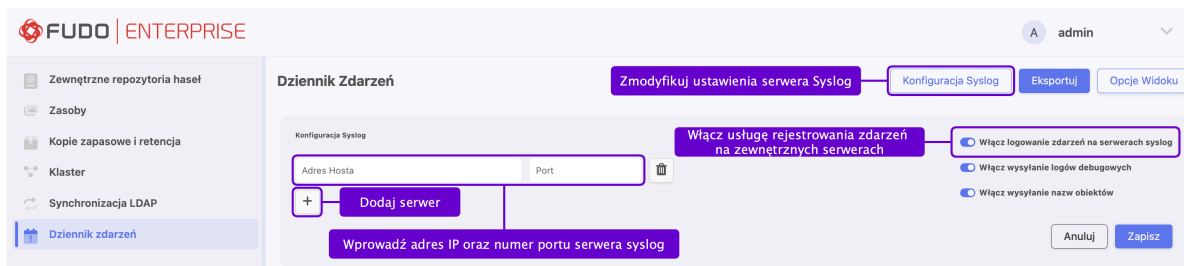 FUDO ENTERPRISE
A admin
Zewnętrzne repozytoria haseł
Zasoby
Kopie zapasowe i retencja
Klaster
Synchronizacja LDAP
Dziennik zdarzeń
Dziennik Zdarzeń
Zmodyfikuj ustawienia serwera Syslog
Konfiguracja Syslog
Eksportuj
Opcje Widoku
Konfiguracja Syslog
Adres Hosta
Port
+
Dodaj serwer
Wprowadź adres IP oraz numer portu serwera syslog
Włącz usługę rejestrowania zdarzeń
na zewnętrznych serwerach
Włącz logowanie zdarzeń na serwerach syslog
Włącz wysyłanie logów debugowych
Włącz wysyłanie nazw obiektów
Anuluj
Zapisz